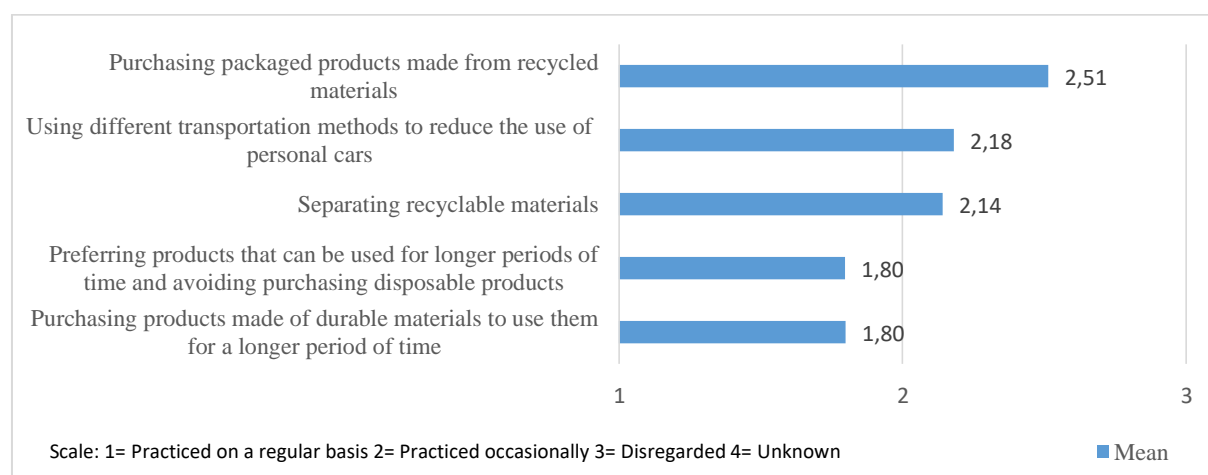 Purchasing packaged products made from recycled
materials
2,51
Using different transportation methods to reduce the use of
personal cars
2,18
Separating recyclable materials
2,14
Preferring products that can be used for longer periods of
time and avoiding purchasing disposable products
1,80
Purchasing products made of durable materials to use them
for a longer period of time
1,80
1 2 3
Scale: 1= Practiced on a regular basis 2= Practiced occasionally 3= Disregarded 4= Unknown
Mean